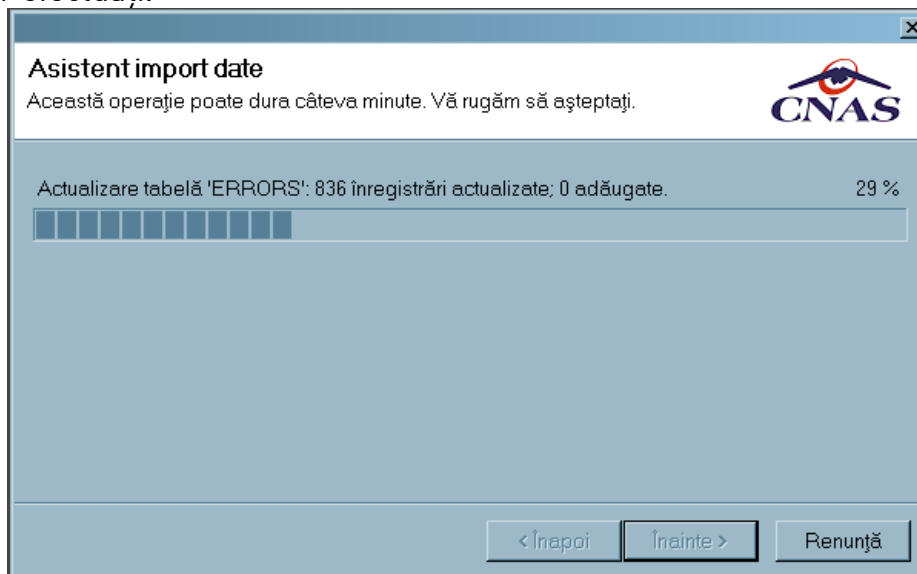 Asistent import date
Această operaţie poate dura câteva minute. Vă rugăm să aşteptaţi.
CNAS
Actualizare tabelă 'ERRORS': 836 înregistrări actualizate; 0 adăugate. 29 %
< Înapoi Înainte > Renunţă